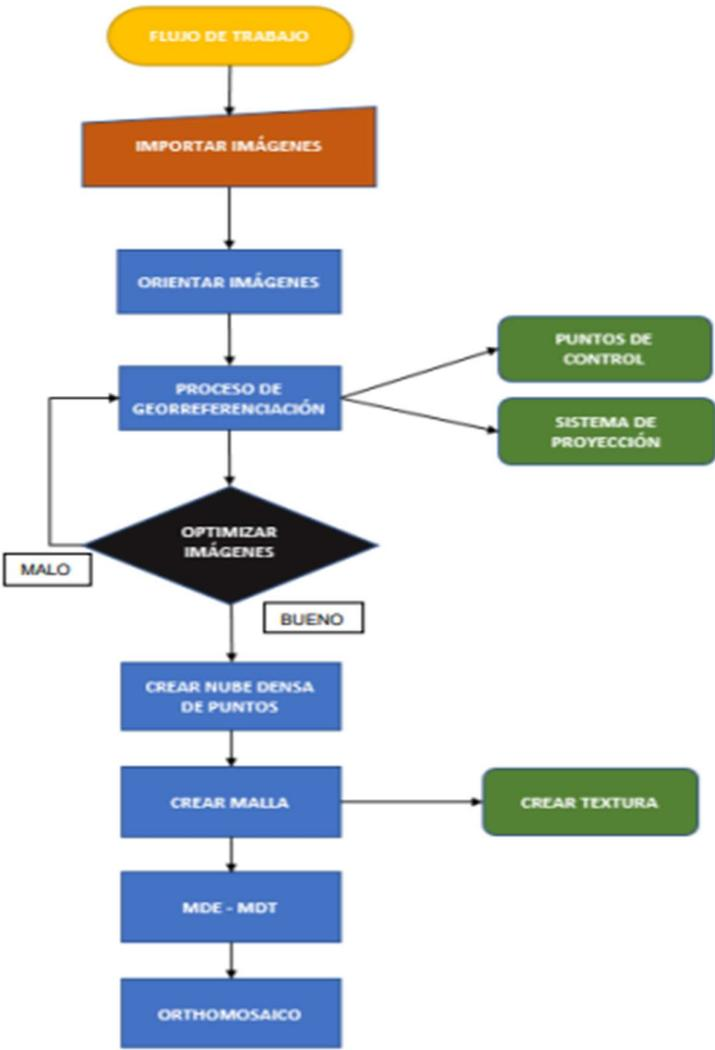 FLUJO DE TRABAJO
IMPORTAR IMÁGENES
ORIENTAR IMÁGENES
PROCESO DE
GEORREFERENCIACIÓN
PUNTOS DE
CONTROL
SISTEMA DE
PROYECCIÓN
OPTIMIZAR
IMÁGENES
MALO
BUENO
CREAR NUBE DENSA
DE PUNTOS
CREAR MALLA
CREAR TEXTURA
MDE - MDT
ORTHOMOSAICO